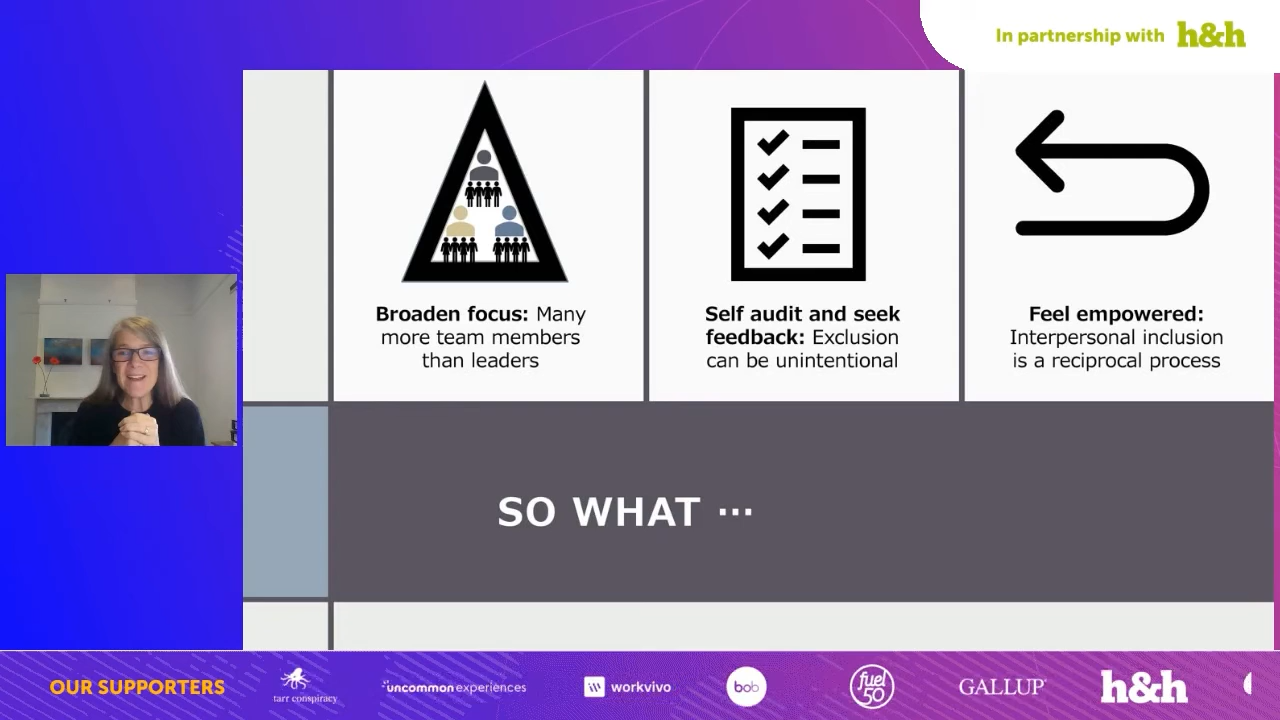 In partnership with h&h
Broaden focus: Many
more team members
than leaders
Self audit and seek
feedback: Exclusion
can be unintentional
Feel empowered:
Interpersonal inclusion
is a reciprocal process
SO WHAT ...
OUR SUPPORTERS
tarr conspiracy
uncommon experiences
workvivo
bob
fuel
50
GALLUP
h&h